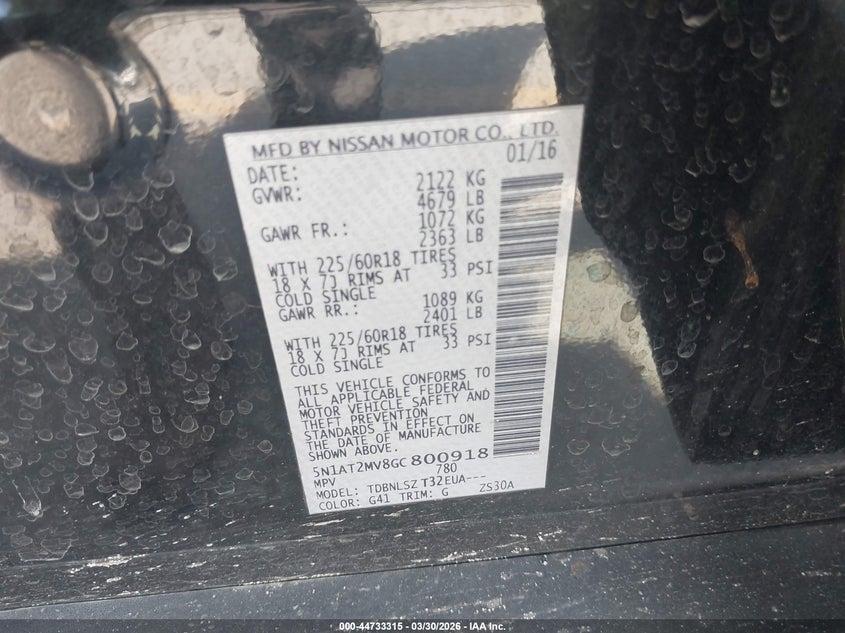 MFD BY NISSAN MOTOR CO., LTD.
DATE: 01/16
GVWR: 2122 KG
4679 LB
GAWR FR.: 1072 KG
2363 LB
WITH 225/60R18 TIRES
18 X 7J RIMS AT 33 PSI
COLD SINGLE
GAWR RR.: 1089 KG
2401 LB
WITH 225/60R18 TIRES
18 X 7J RIMS AT 33 PSI
COLD SINGLE
THIS VEHICLE CONFORMS TO
ALL APPLICABLE FEDERAL
MOTOR VEHICLE SAFETY AND
THEFT PREVENTION
STANDARDS IN EFFECT ON
THE DATE OF MANUFACTURE
SHOWN ABOVE.
5N1AT2MV8GC800918
MPV 780
MODEL: TDBNLSZ T32EUA---
COLOR: G41 TRIM: G ZS30A
000-44733315 - 03/30/2026 - IAA Inc.